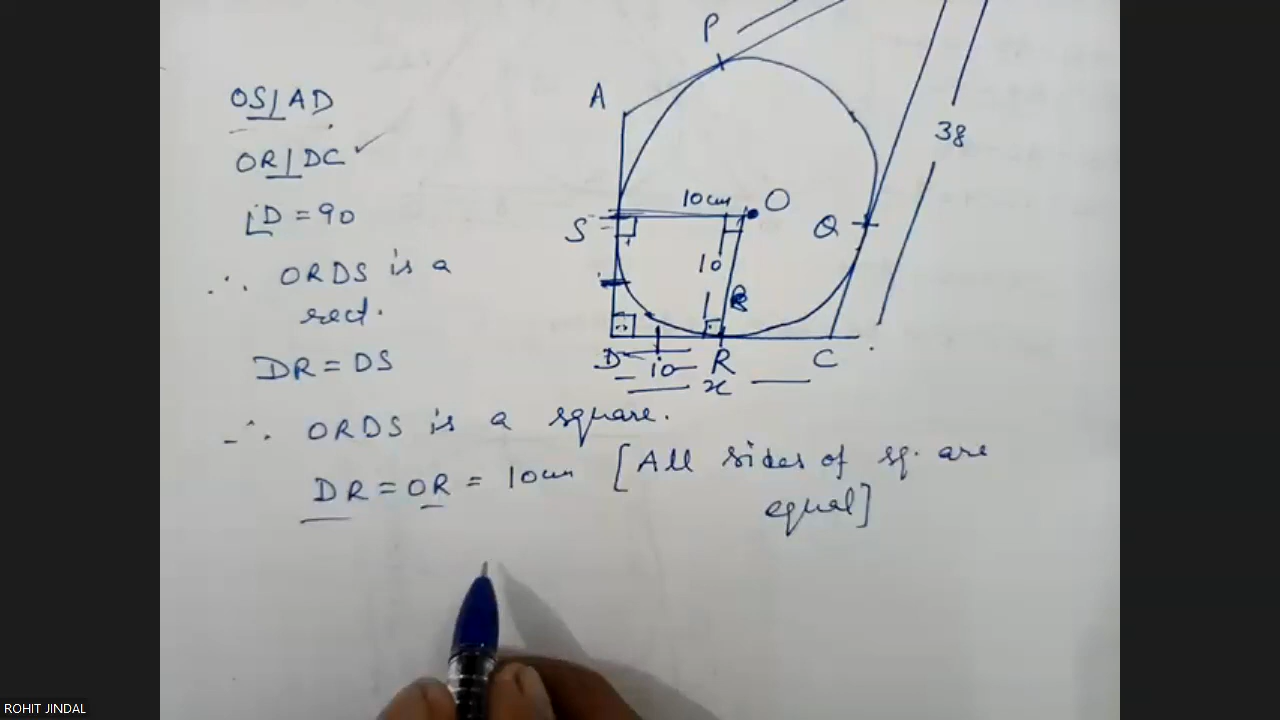 OS⊥AD
OR⊥DC ✓
∠D = 90
∴ ORDS is a
rect.
DR = DS
∴ ORDS is a square.
DR = OR = 10cm [All sides of sq. are
equal]
P
A
38
10cm O
S
Q
10
R
D 10 R C
x
ROHIT JINDAL